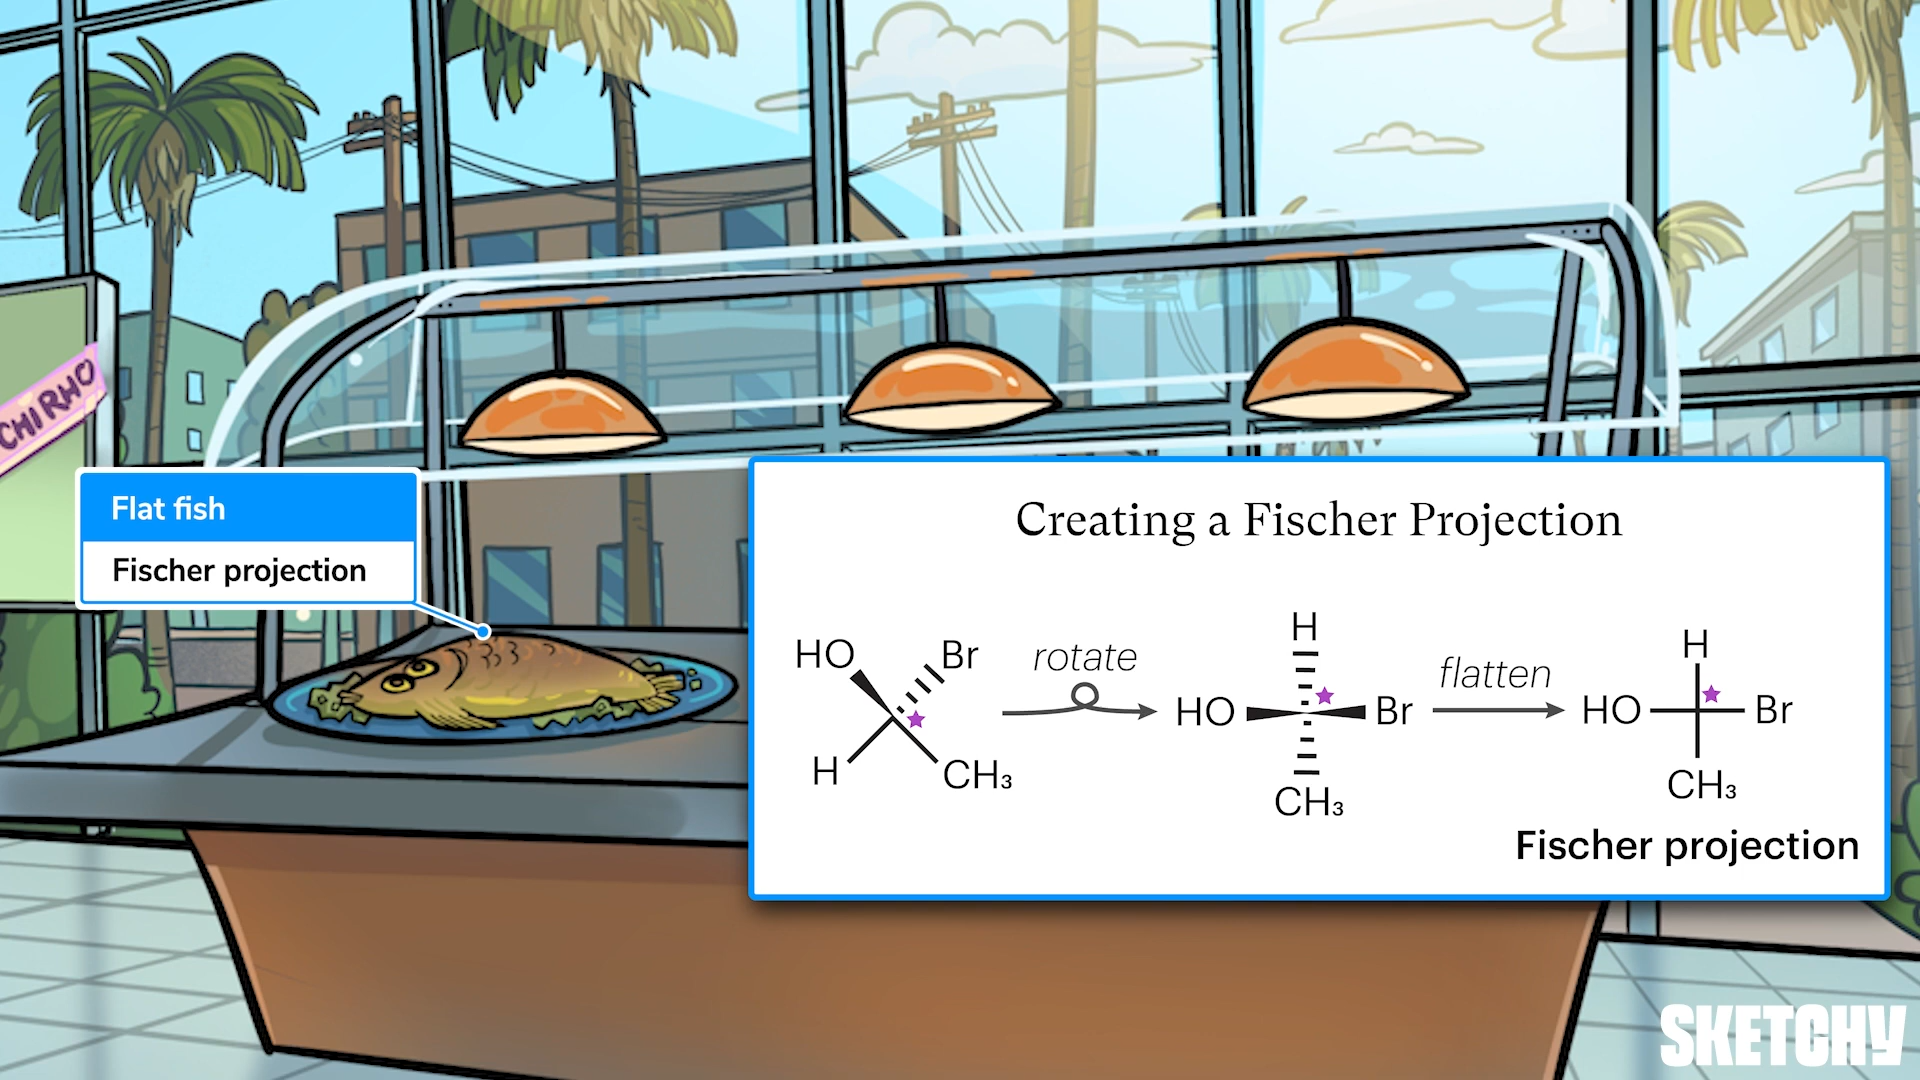 CHI RHO
Flat fish
Fischer projection
Creating a Fischer Projection
HO Br
H CH₃
rotate
H
HO Br
CH₃
flatten
H
HO Br
CH₃
Fischer projection
SKETCHY